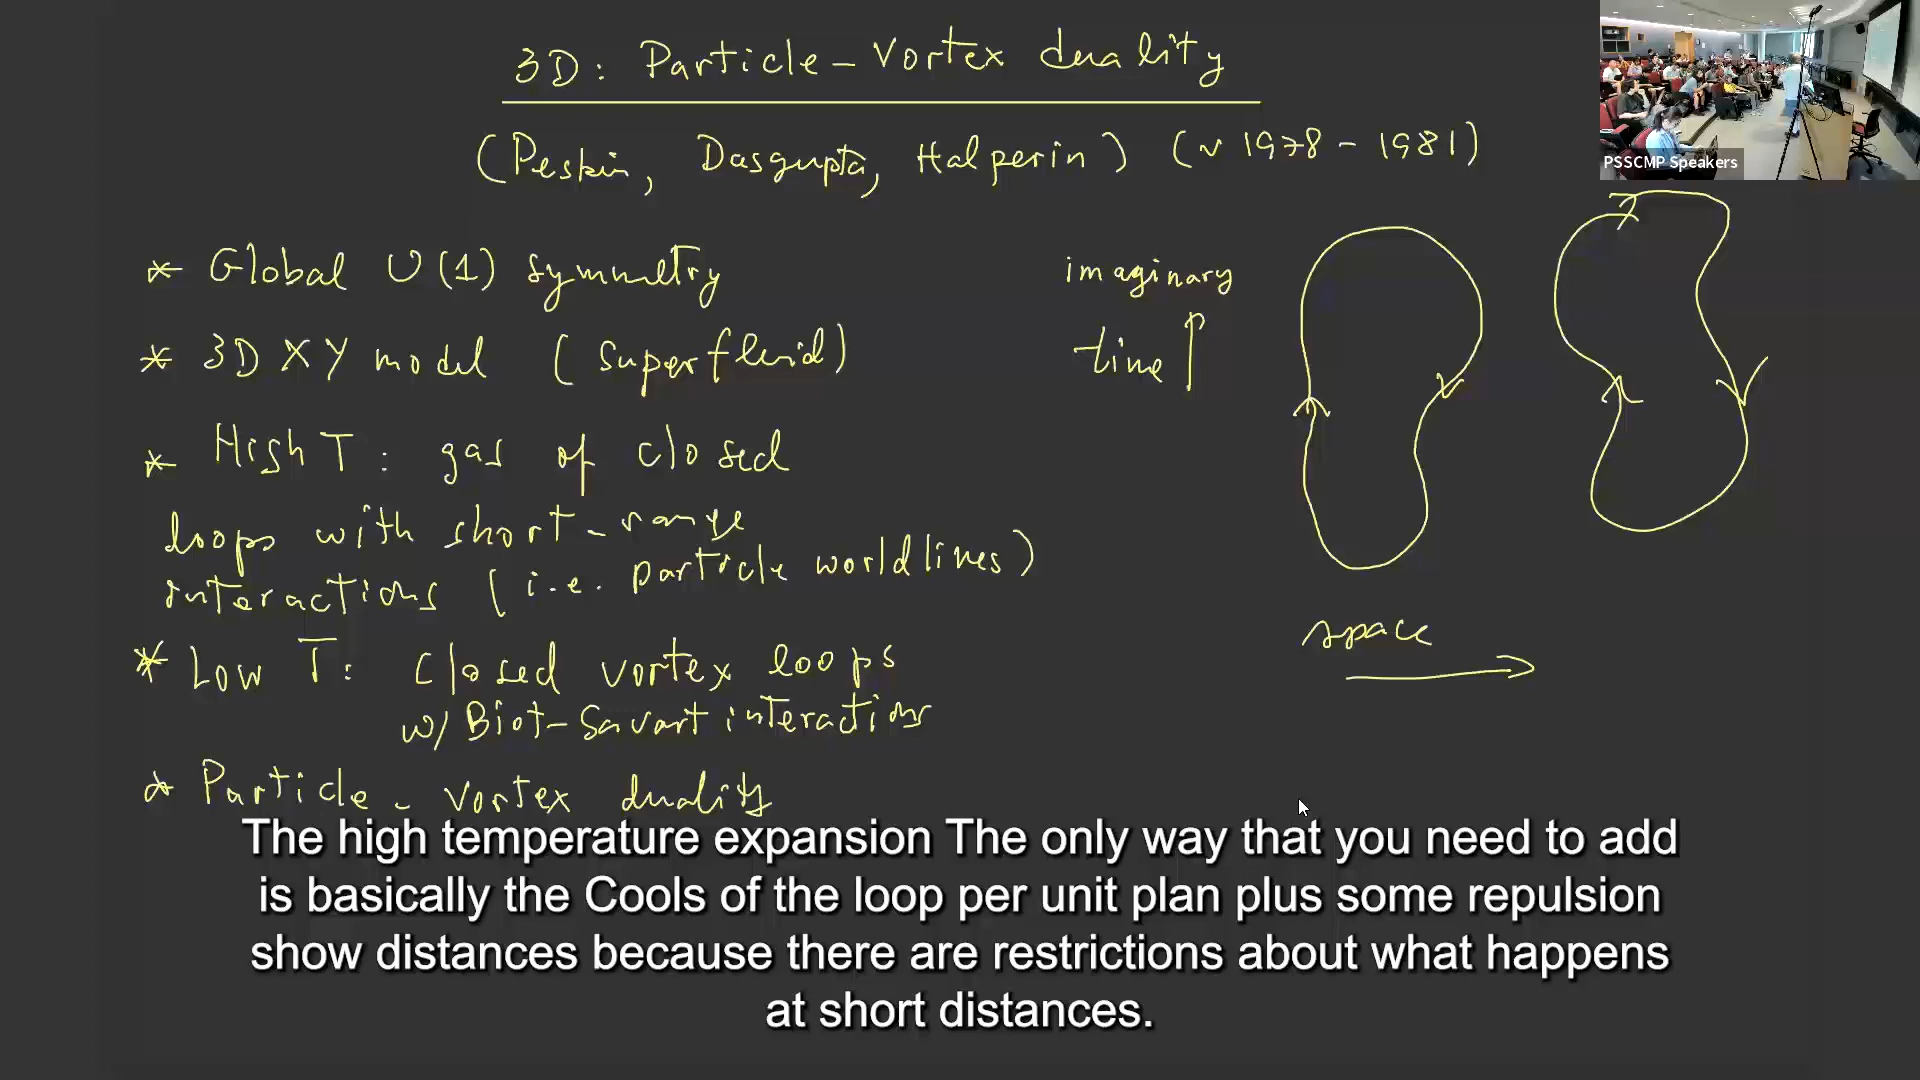 3D: Particle - Vortex duality
(Peskin, Dasgupta, Halperin) (~ 1978 - 1981)
PSSCMP Speakers
* Global U(1) symmetry
* 3D XY model (superfluid)
* High T: gas of closed
loops with short-range
interactions (i.e. particle worldlines)
* Low T: closed vortex loops
w/ Biot-Savart interactions
* Particle - vortex duality
imaginary
time
space
The high temperature expansion The only way that you need to add
is basically the Cools of the loop per unit plan plus some repulsion
show distances because there are restrictions about what happens
at short distances.